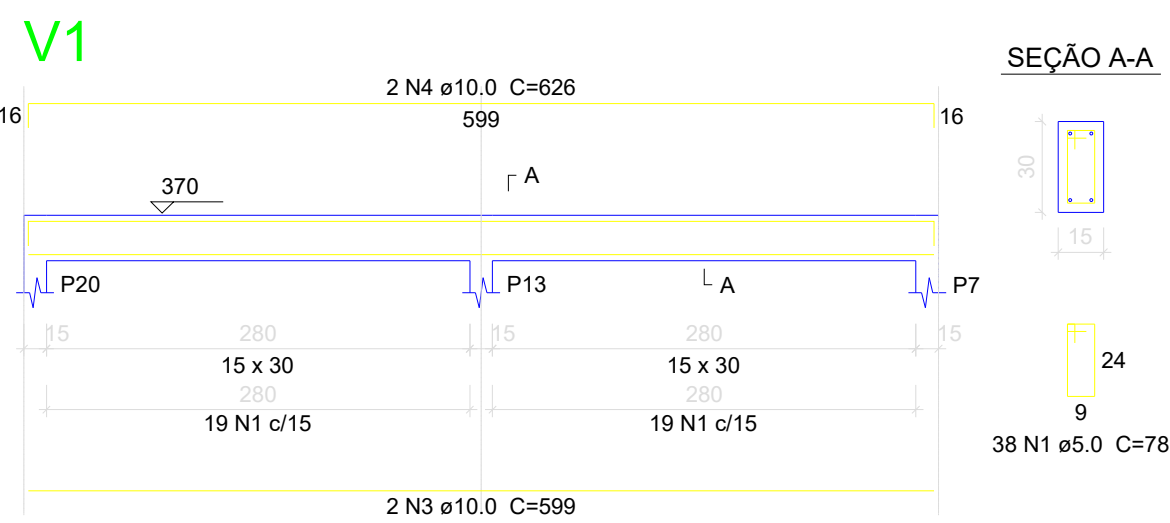 V1
SEÇÃO A-A
2 N4 ø10.0 C=626
16
599
16
A
370
30
15
P20
P13
A
P7
15
280
15
280
15
15 x 30
15 x 30
280
280
19 N1 c/15
19 N1 c/15
24
9
38 N1 ø5.0 C=78
2 N3 ø10.0 C=599